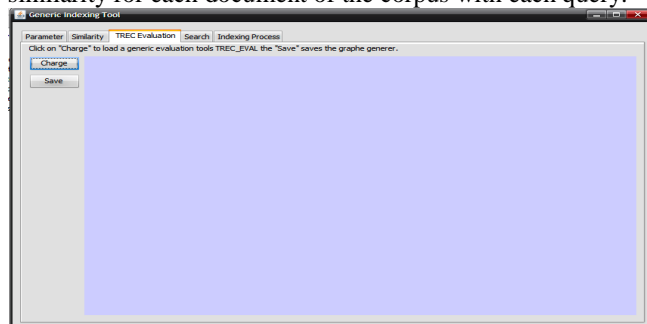 similarity for each document of the corpus with each query.
Generic Indexing Tool
Parameter Similarity TREC Evaluation Search Indexing Process
Click on "Charge" to load a generic evaluation tools TREC_EVAL the "Save" saves the graphe generer.
Charge
Save